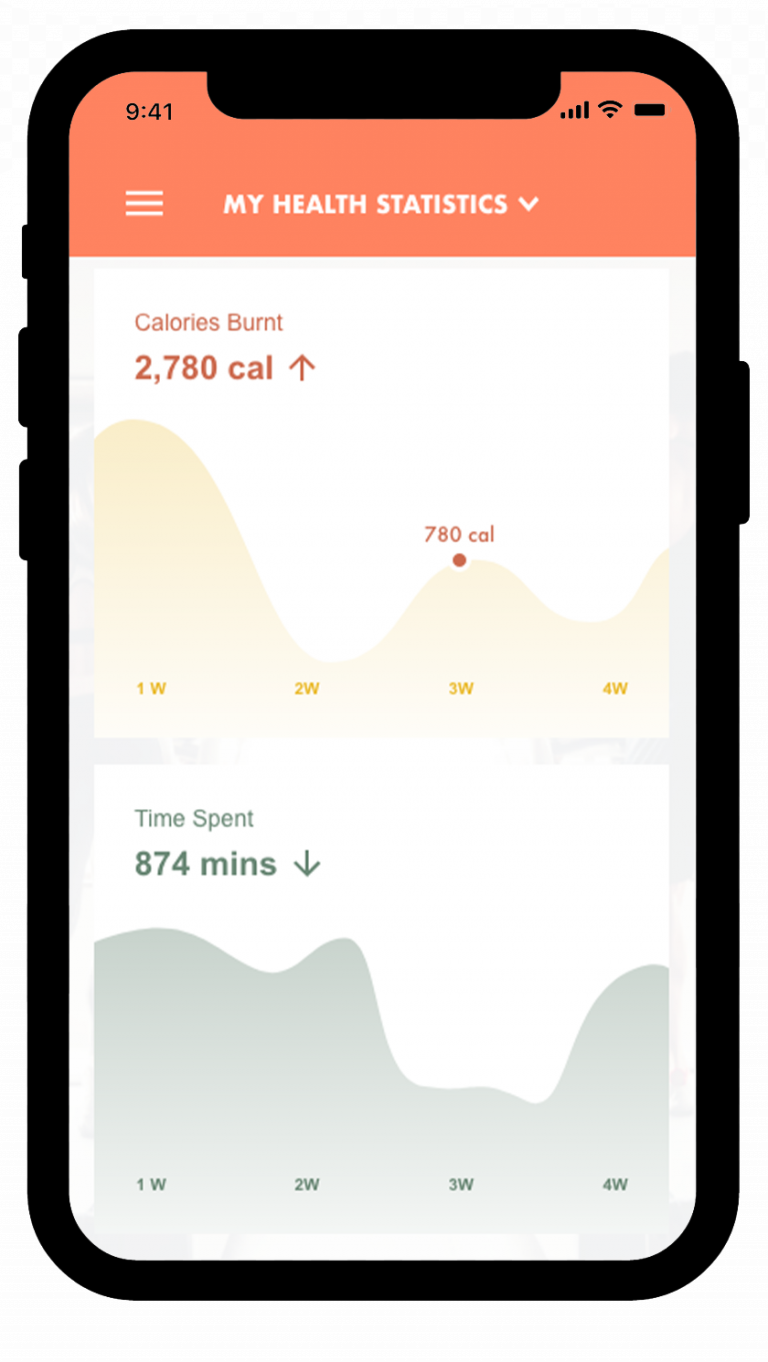 9:41
MY HEALTH STATISTICS
Calories Burnt
2,780 cal
780 cal
1 W 2W 3W 4W
Time Spent
874 mins
1 W 2W 3W 4W